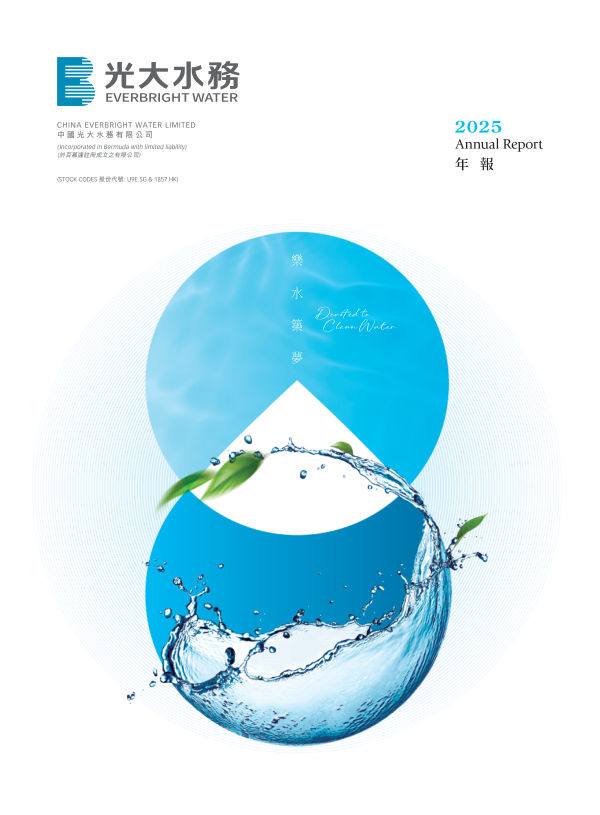 光大水務
EVERBRIGHT WATER
CHINA EVERBRIGHT WATER LIMITED
中國光大水務有限公司
(Incorporated in Bermuda with limited liability)
(於百慕達註冊成立之有限公司)
(STOCK CODES 股份代號: U9E.SG & 1857.HK)
2025
Annual Report
年 報
樂
水
築
夢
Devoted to
Clean Water